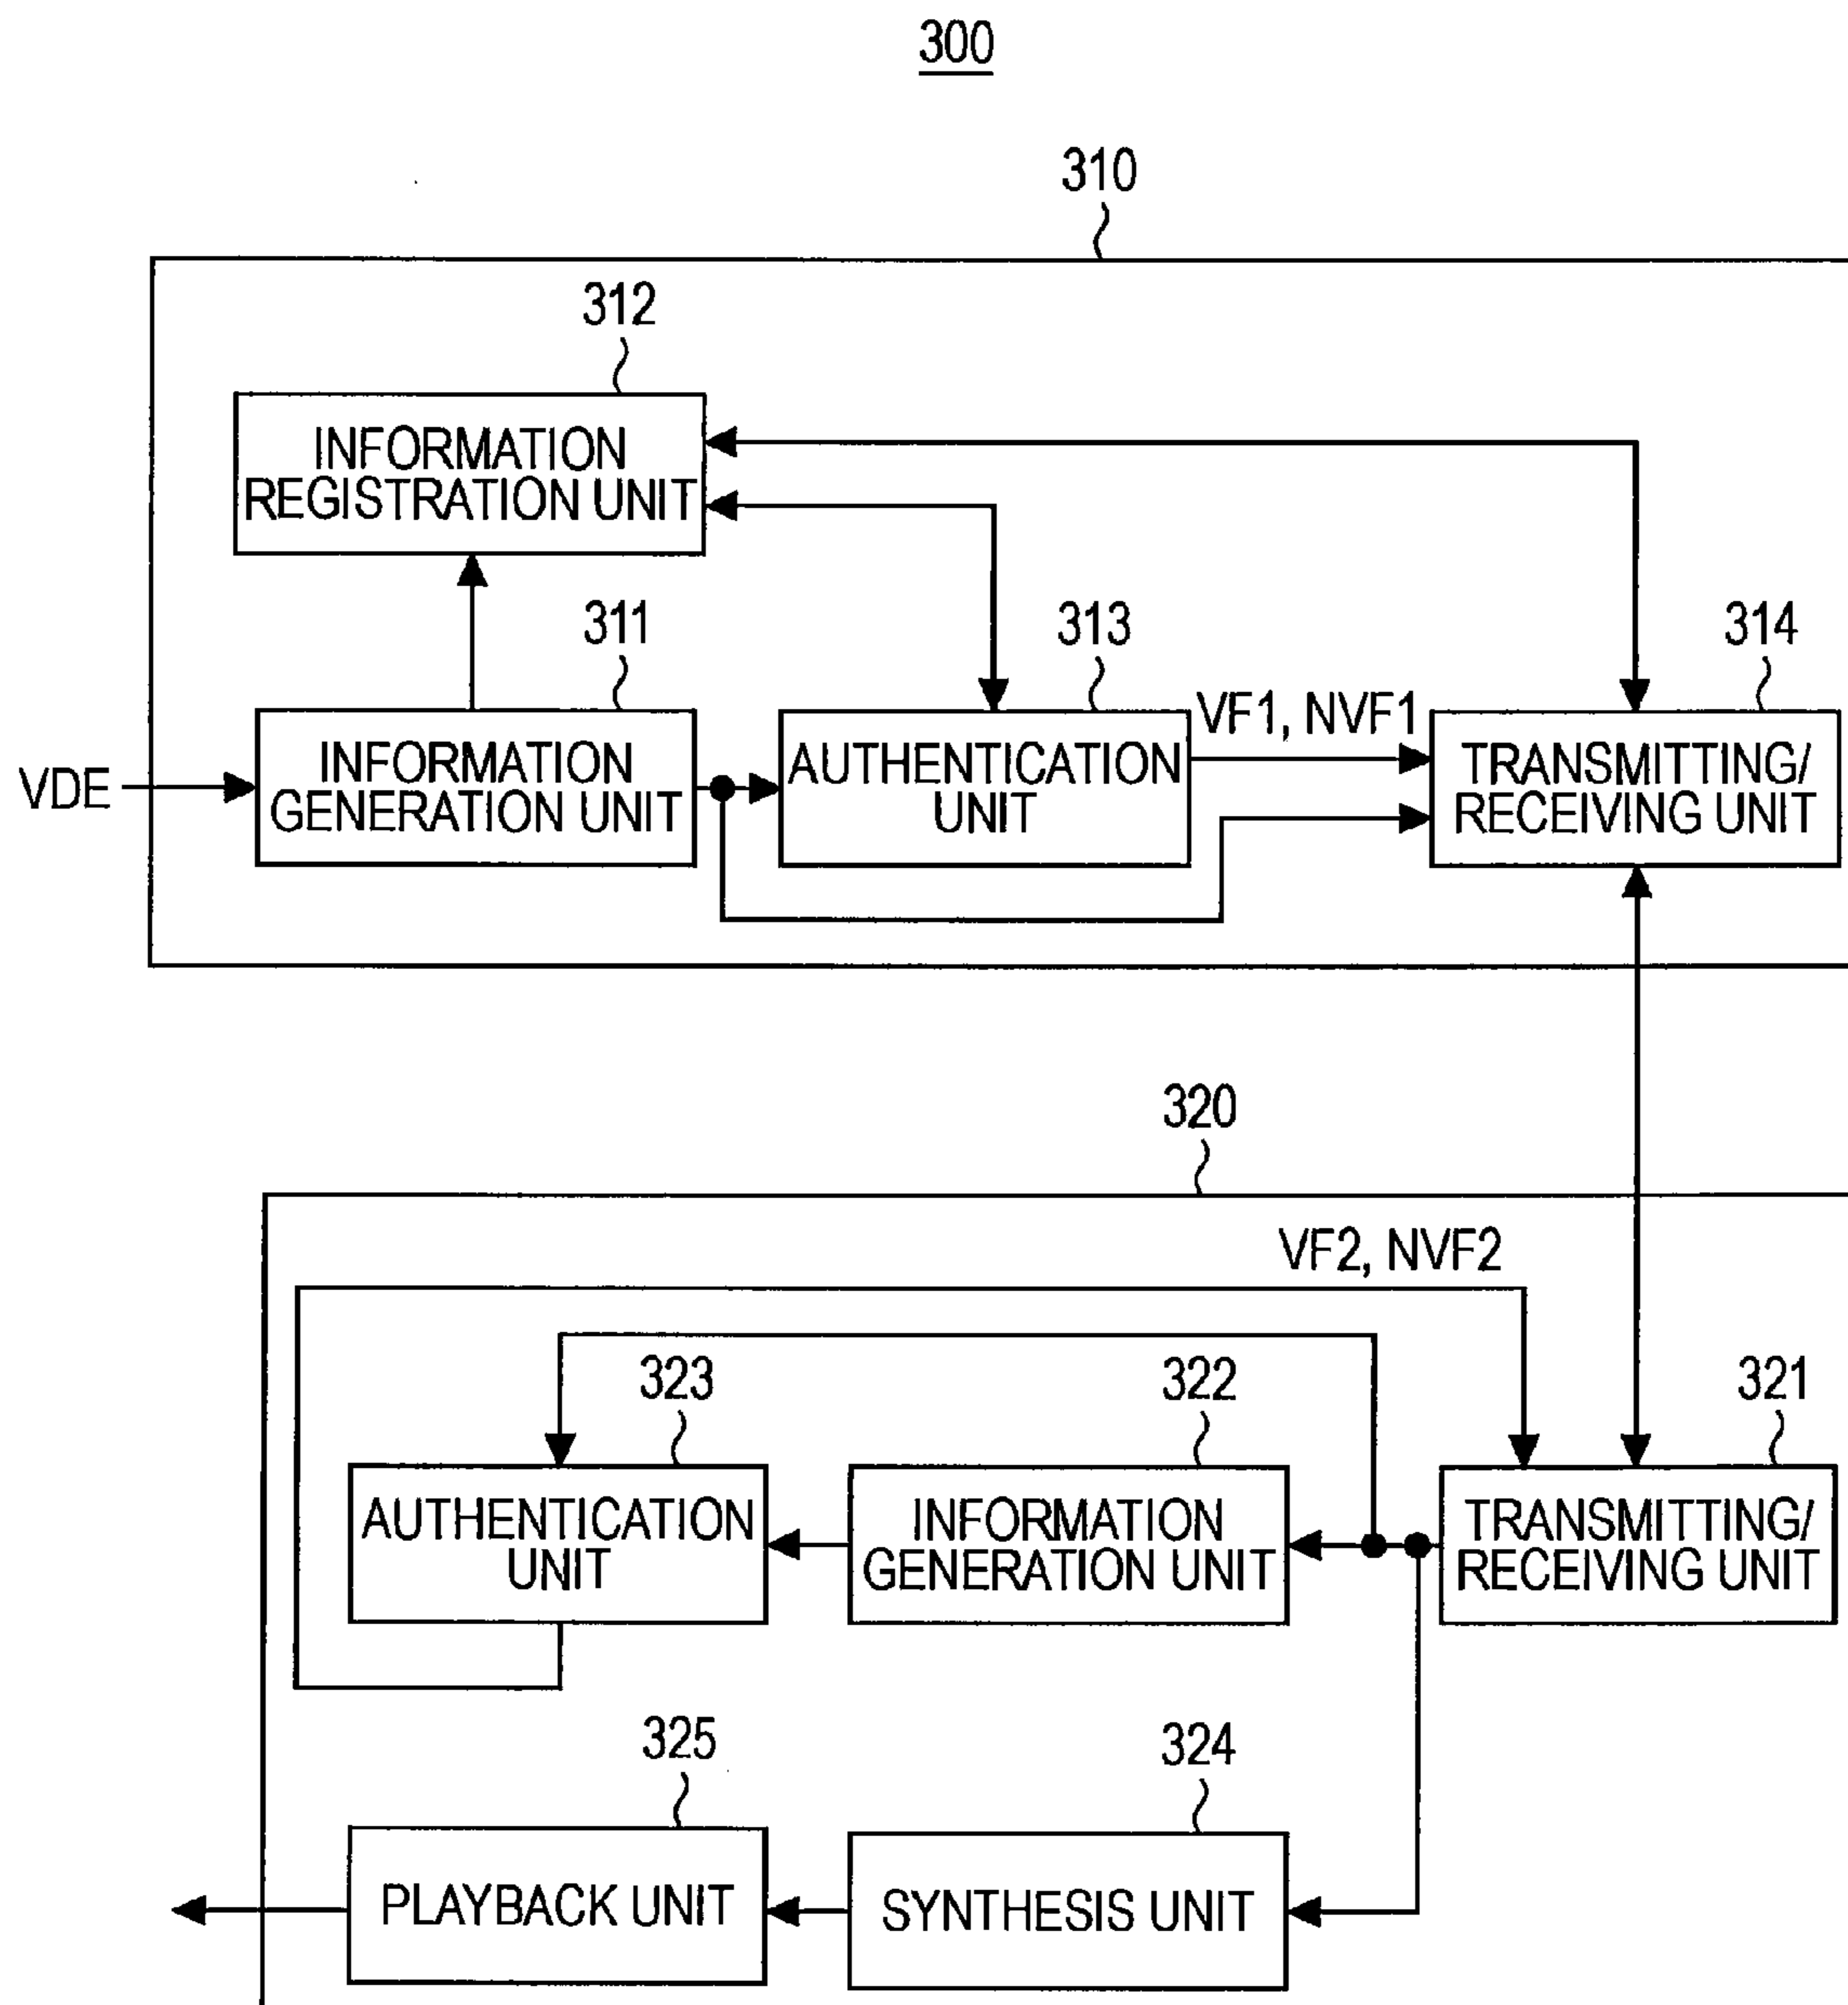 300
310
312
INFORMATION
REGISTRATION UNIT
311
313
314
VF1, NVF1
VDE
INFORMATION
GENERATION UNIT
AUTHENTICATION
UNIT
TRANSMITTING/
RECEIVING UNIT
320
VF2, NVF2
323
322
321
AUTHENTICATION
UNIT
INFORMATION
GENERATION UNIT
TRANSMITTING/
RECEIVING UNIT
325
324
PLAYBACK UNIT
SYNTHESIS UNIT